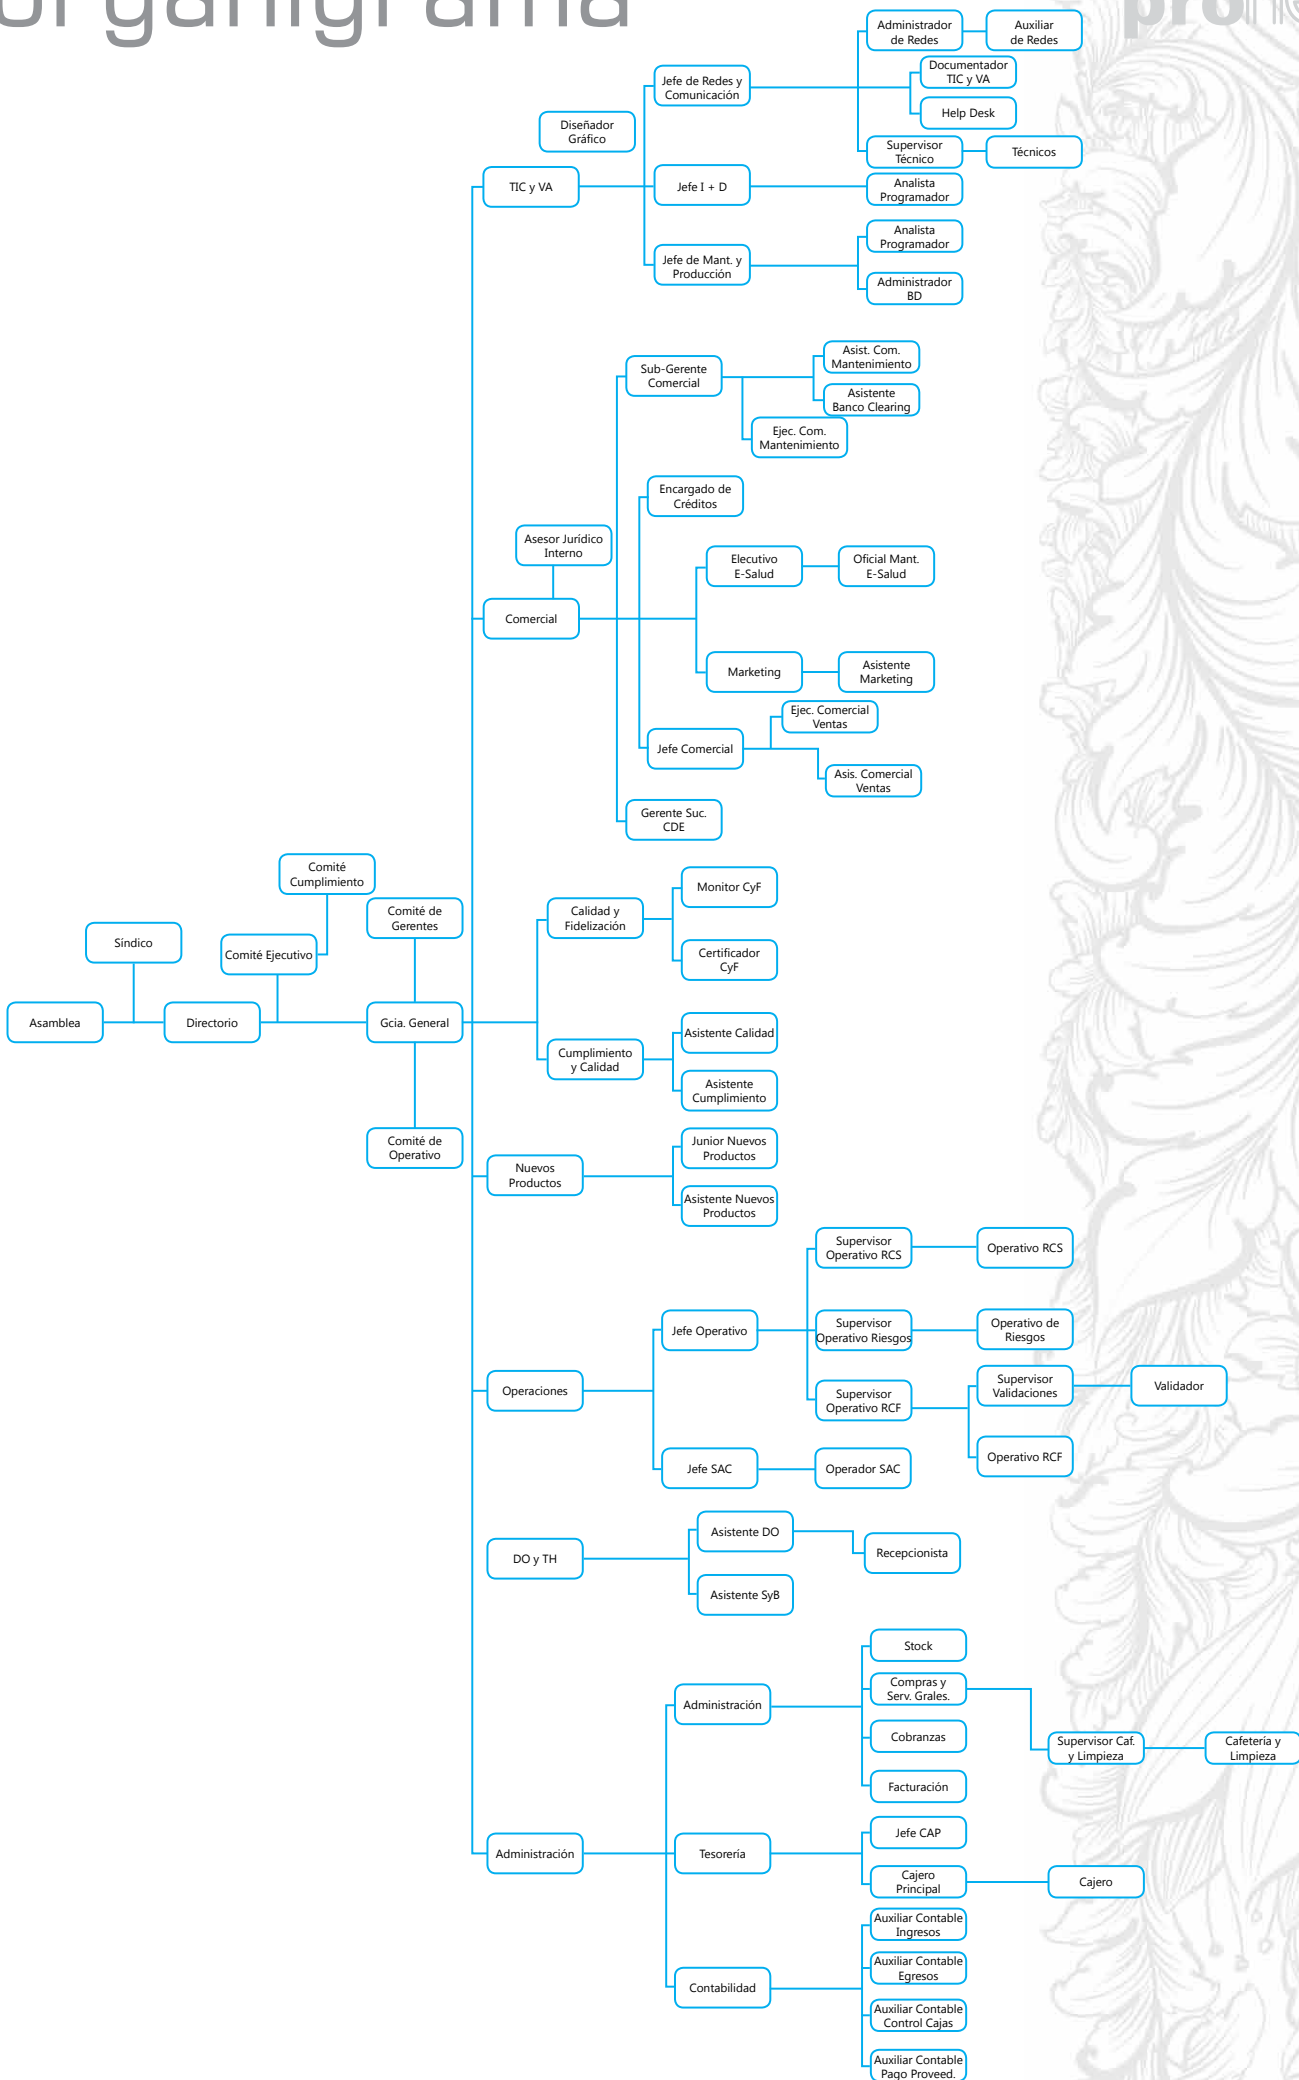 organigrama
Administrador
de Redes
Auxiliar
de Redes
Documentador
TIC y VA
Jefe de Redes y
Comunicación
Help Desk
Diseñador
Gráfico
Supervisor
Técnico
Técnicos
TIC y VA
Jefe I + D
Analista
Programador
Analista
Programador
Jefe de Mant. y
Producción
Administrador
BD
Asist. Com.
Mantenimiento
Sub-Gerente
Comercial
Asistente
Banco Clearing
Ejec. Com.
Mantenimiento
Encargado de
Créditos
Asesor Jurídico
Interno
Elecutivo
E-Salud
Oficial Mant.
E-Salud
Comercial
Marketing
Asistente
Marketing
Ejec. Comercial
Ventas
Jefe Comercial
Asis. Comercial
Ventas
Gerente Suc.
CDE
Comité
Cumplimiento
Monitor CyF
Comité de
Gerentes
Calidad y
Fidelización
Síndico
Comité Ejecutivo
Certificador
CyF
Asamblea
Directorio
Gcia. General
Asistente Calidad
Cumplimiento
y Calidad
Asistente
Cumplimiento
Comité de
Operativo
Junior Nuevos
Productos
Nuevos
Productos
Asistente Nuevos
Productos
Supervisor
Operativo RCS
Operativo RCS
Jefe Operativo
Supervisor
Operativo Riesgos
Operativo de
Riesgos
Operaciones
Supervisor
Operativo RCF
Supervisor
Validaciones
Validador
Operativo RCF
Jefe SAC
Operador SAC
Asistente DO
Recepcionista
DO y TH
Asistente SyB
Stock
Administración
Compras y
Serv. Grales.
Cobranzas
Supervisor Caf.
y Limpieza
Cafetería y
Limpieza
Facturación
Jefe CAP
Administración
Tesorería
Cajero
Principal
Cajero
Auxiliar Contable
Ingresos
Auxiliar Contable
Egresos
Contabilidad
Auxiliar Contable
Control Cajas
Auxiliar Contable
Pago Proveed.